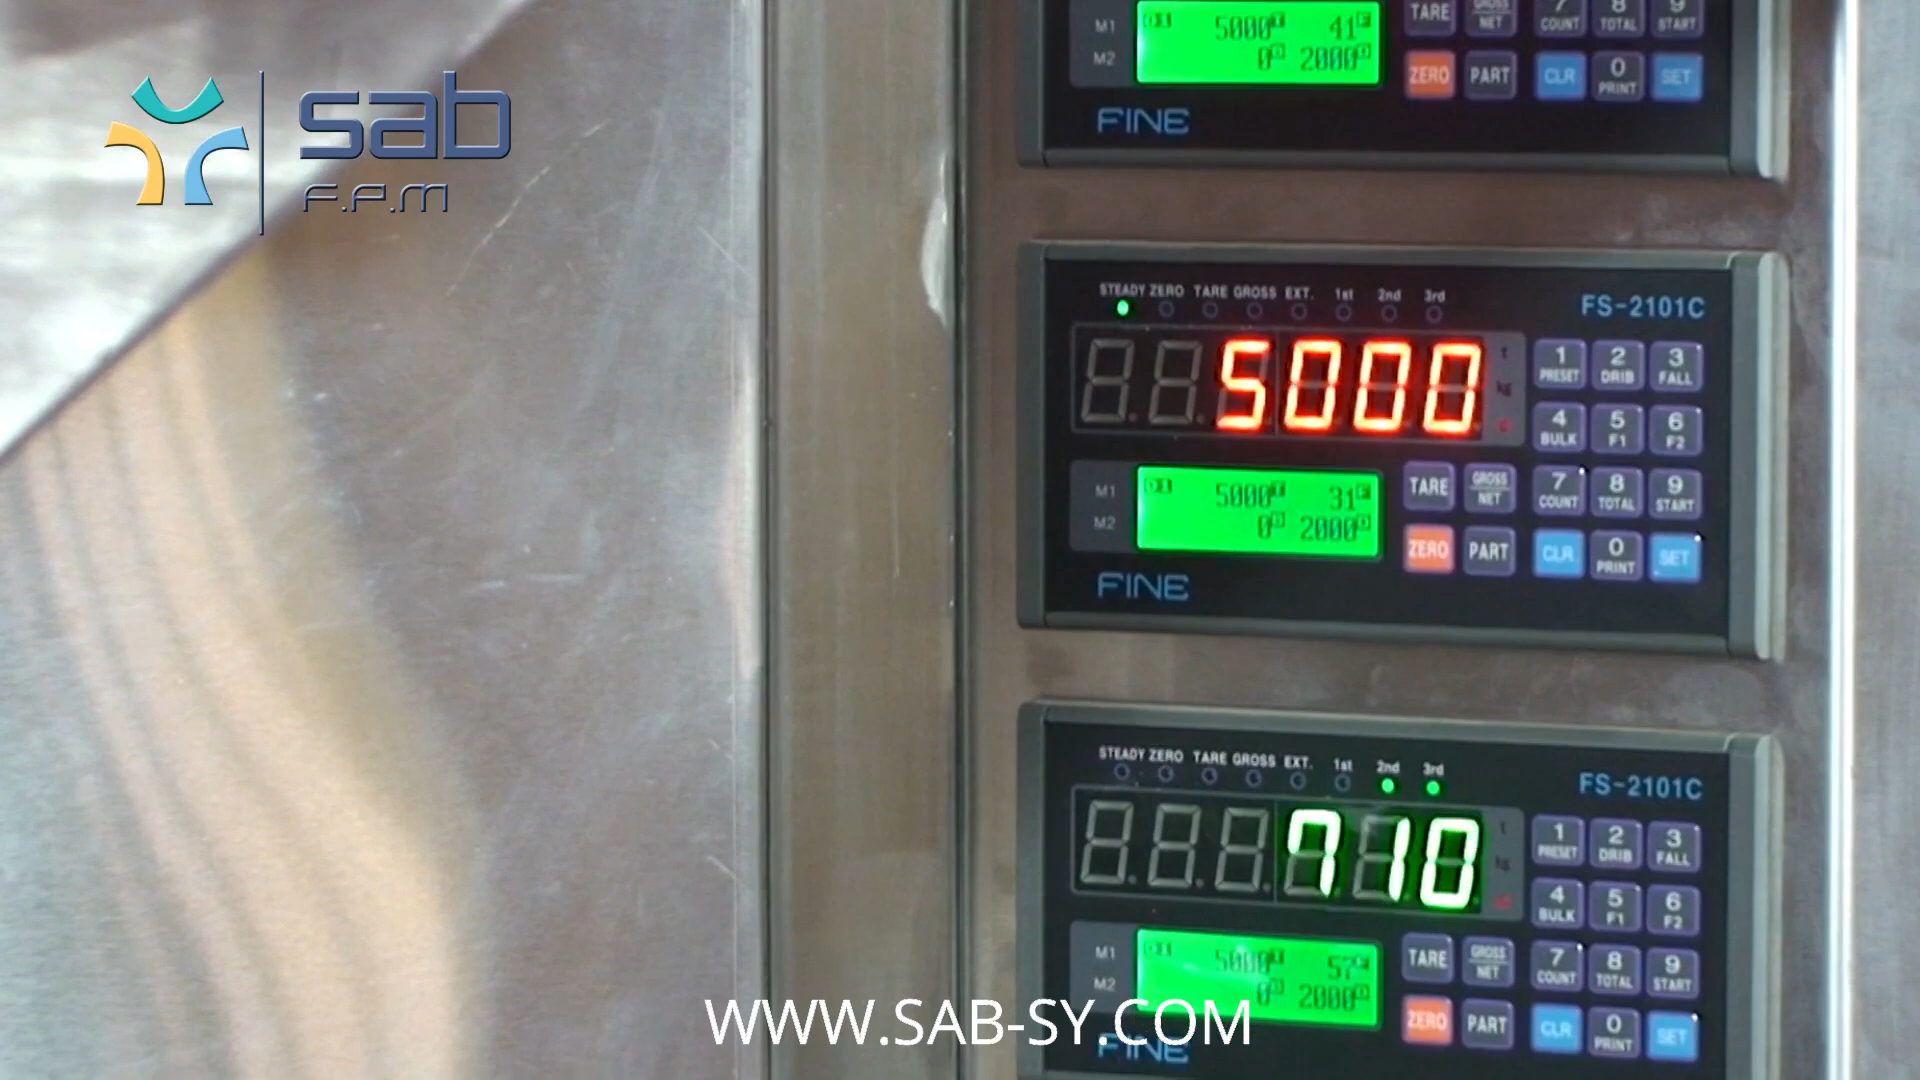 sab
F.P.M
M1 5000 41
M2 0 2000
TARE GROSS NET 7 COUNT 8 TOTAL 9 START
ZERO PART CLR 0 PRINT SET
FINE
STEADY ZERO TARE GROSS EXT. 1st 2nd 3rd
FS-2101C
5000
1 PRESET 2 DRIB 3 FALL
4 BULK 5 F1 6 F2
M1 5000 31
M2 0 2000
TARE GROSS NET 7 COUNT 8 TOTAL 9 START
ZERO PART CLR 0 PRINT SET
FINE
STEADY ZERO TARE GROSS EXT. 1st 2nd 3rd
FS-2101C
710
1 PRESET 2 DRIB 3 FALL
4 BULK 5 F1 6 F2
M1 5000 57
M2 0 2000
TARE GROSS NET 7 COUNT 8 TOTAL 9 START
ZERO PART CLR 0 PRINT SET
FINE
WWW.SAB-SY.COM